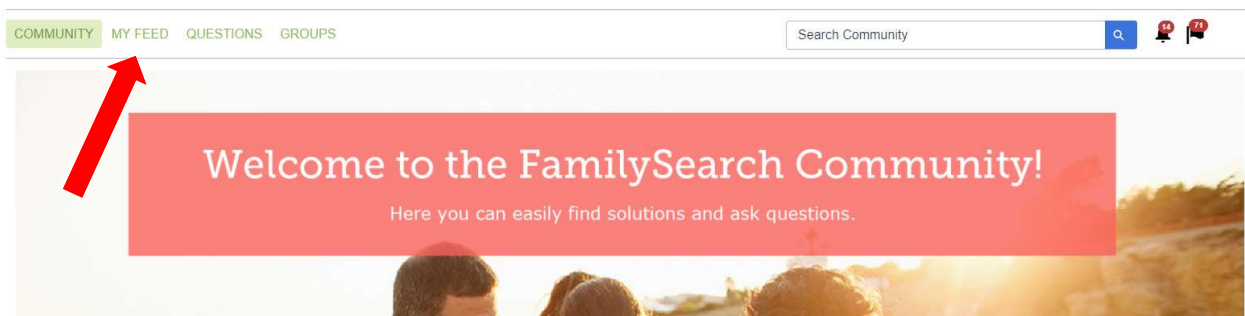 COMMUNITY MY FEED QUESTIONS GROUPS Search Community 14 71
Welcome to the FamilySearch Community!
Here you can easily find solutions and ask questions.